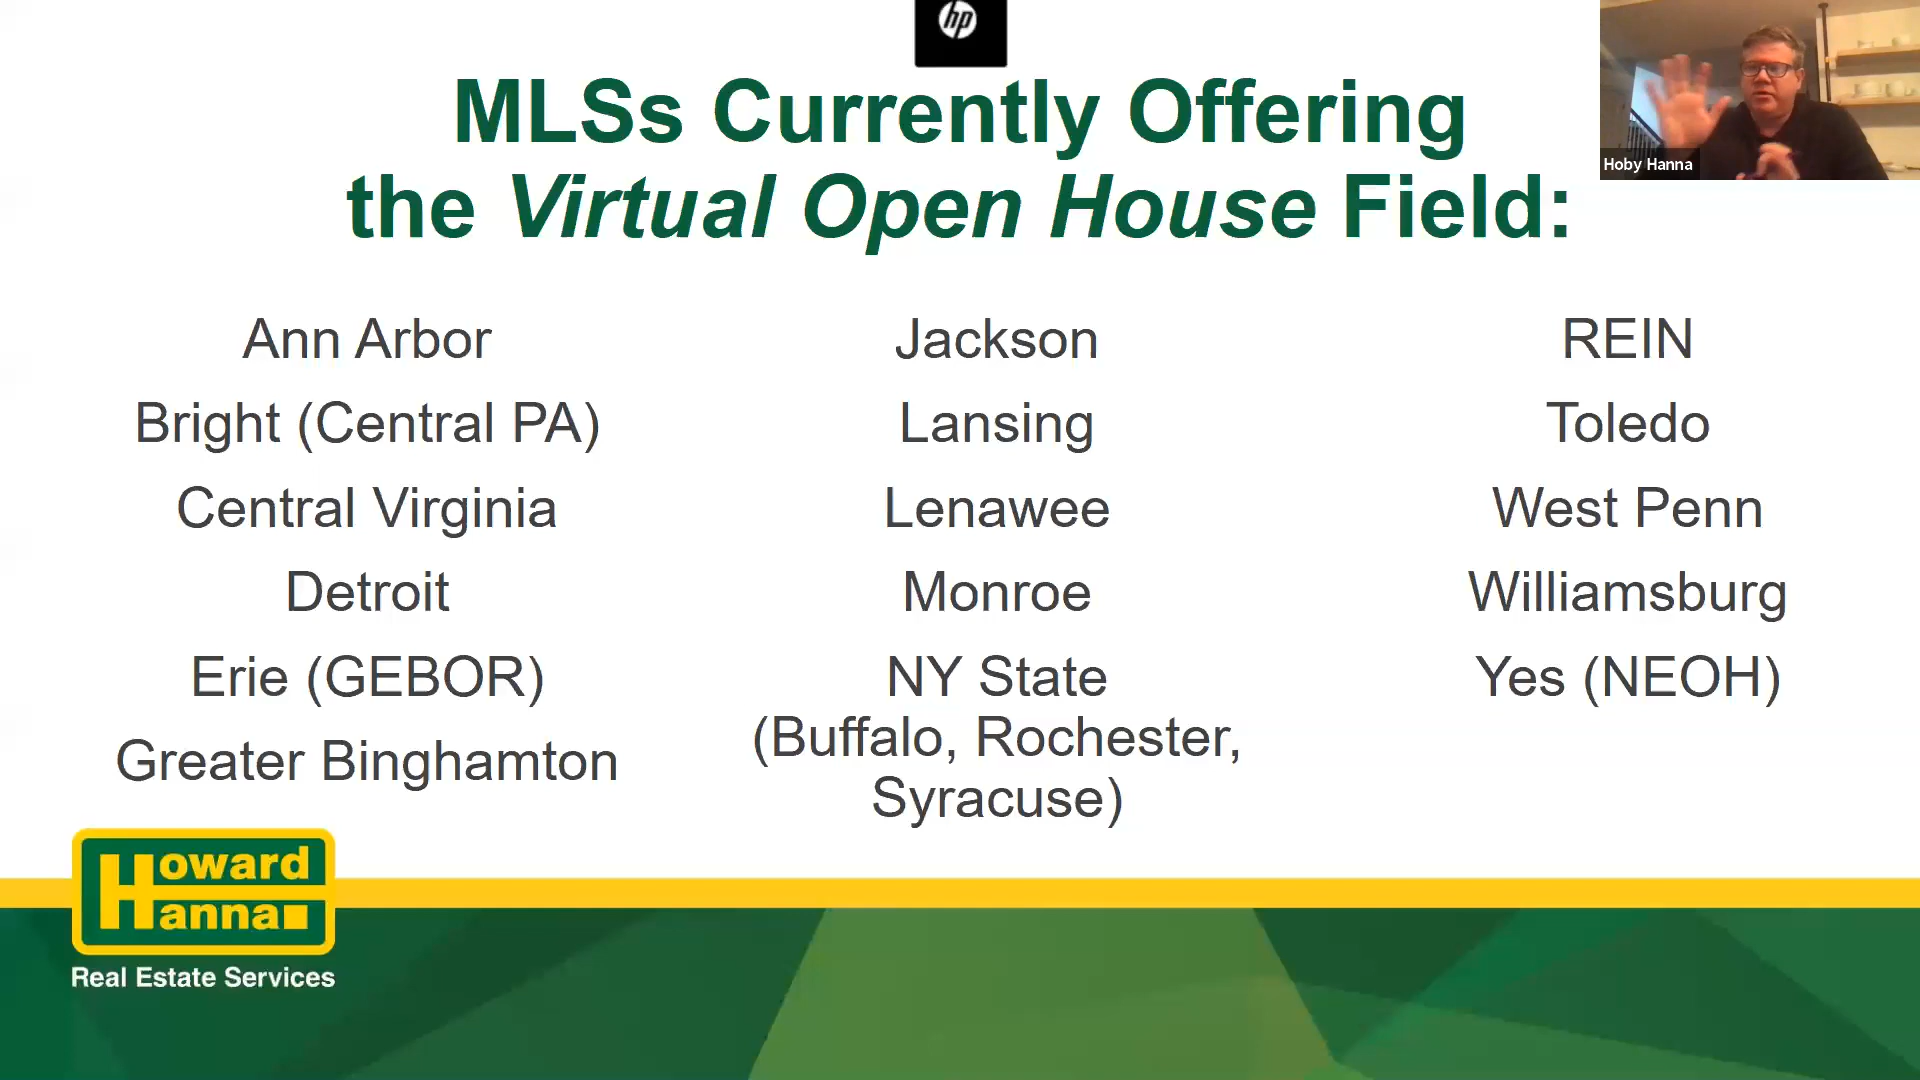 hp
MLSs Currently Offering
the Virtual Open House Field:
Hoby Hanna
Ann Arbor
Bright (Central PA)
Central Virginia
Detroit
Erie (GEBOR)
Greater Binghamton
Jackson
Lansing
Lenawee
Monroe
NY State
(Buffalo, Rochester,
Syracuse)
REIN
Toledo
West Penn
Williamsburg
Yes (NEOH)
Howard
Hanna
Real Estate Services